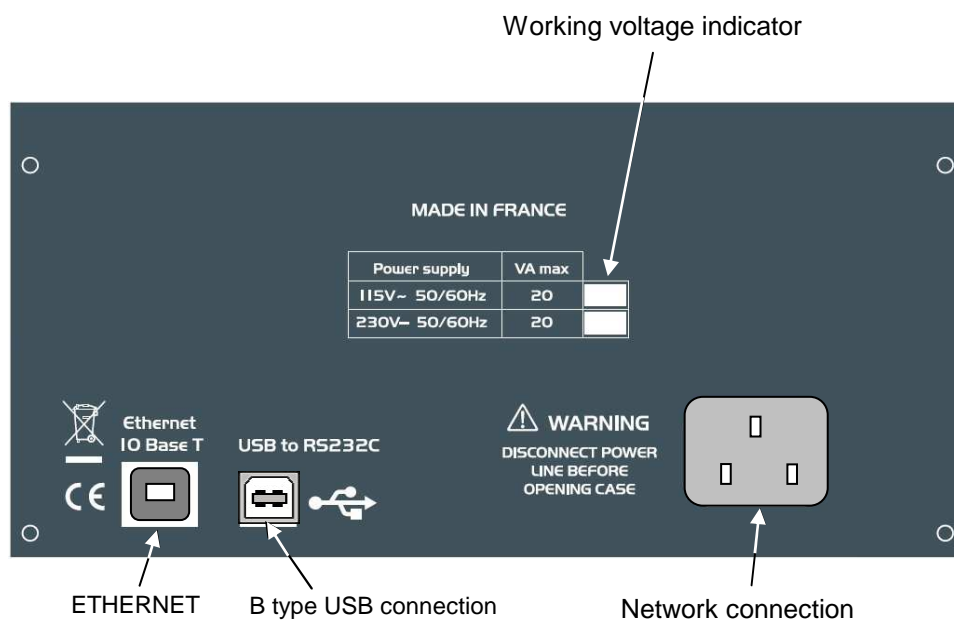 Working voltage indicator
MADE IN FRANCE
Power supply VA max
115V~ 50/60Hz 20
230V– 50/60Hz 20
Ethernet
10 Base T
USB to RS232C
WARNING
DISCONNECT POWER
LINE BEFORE
OPENING CASE
CE
ETHERNET
B type USB connection
Network connection